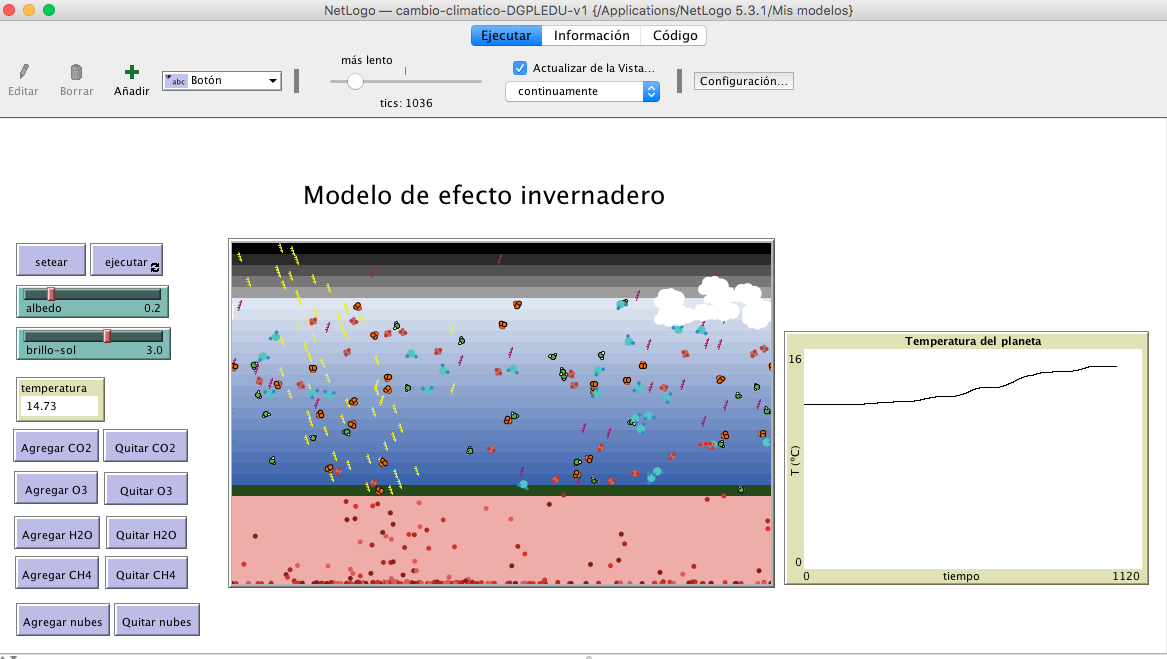 NetLogo — cambio-climatico-DGPLEDU-v1 {/Applications/NetLogo 5.3.1/Mis modelos}
Ejecutar Información Código
Editar Borrar Añadir abc Botón
más lento
tics: 1036
Actualizar de la Vista...
continuamente
Configuración...
Modelo de efecto invernadero
setear ejecutar
albedo 0.2
brillo-sol 3.0
temperatura
14.73
Agregar CO2 Quitar CO2
Agregar O3 Quitar O3
Agregar H2O Quitar H2O
Agregar CH4 Quitar CH4
Agregar nubes Quitar nubes
Temperatura del planeta
16
T (ºC)
0
0 tiempo 1120